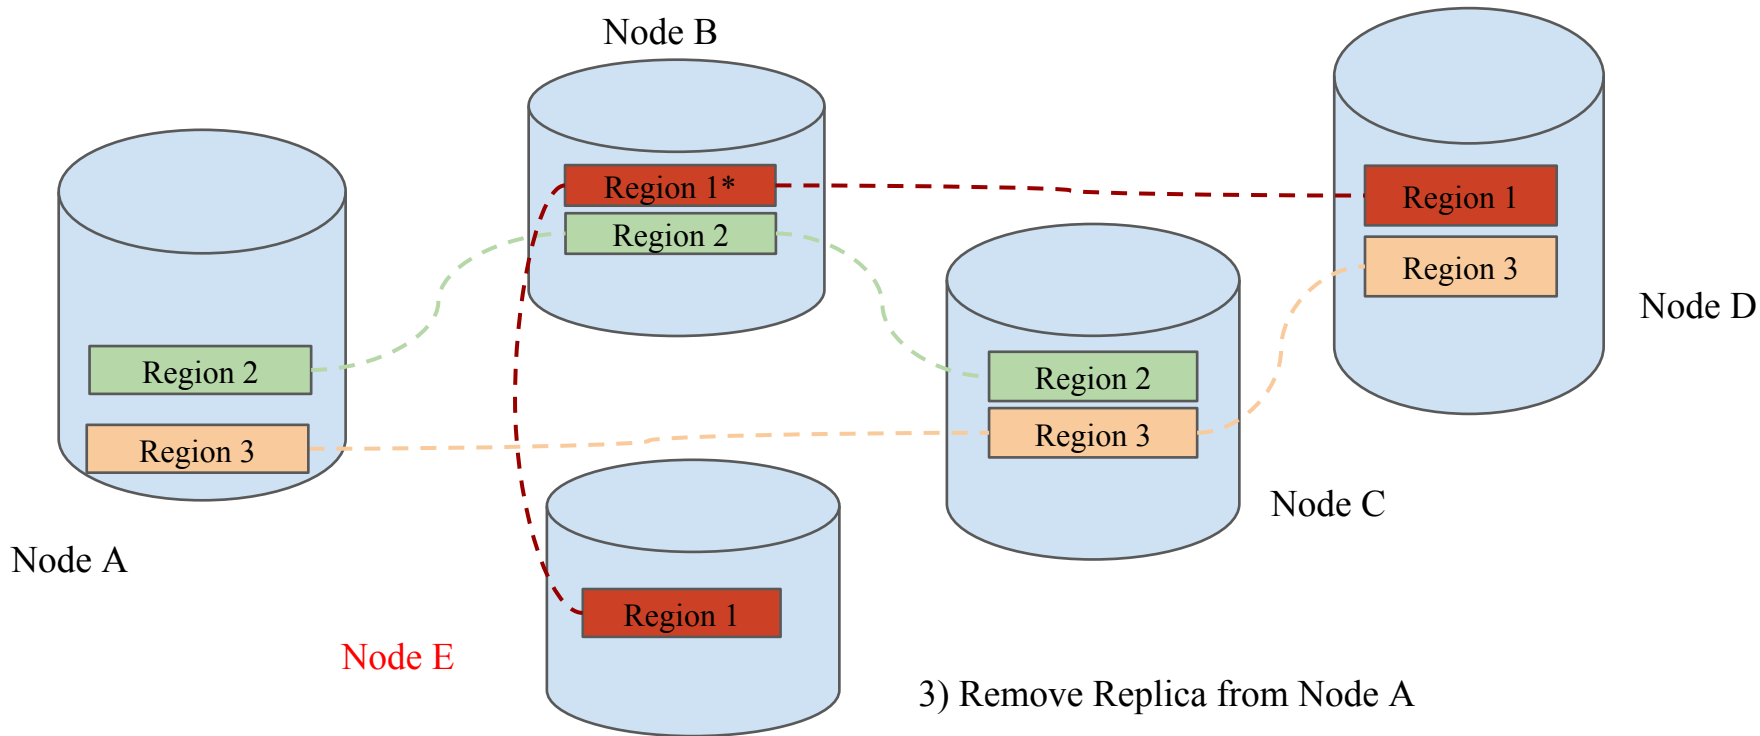 Node B
Region 1*
Region 2
Region 1
Region 3
Node D
Region 2
Region 3
Node A
Region 2
Region 3
Node C
Region 1
Node E
3) Remove Replica from Node A